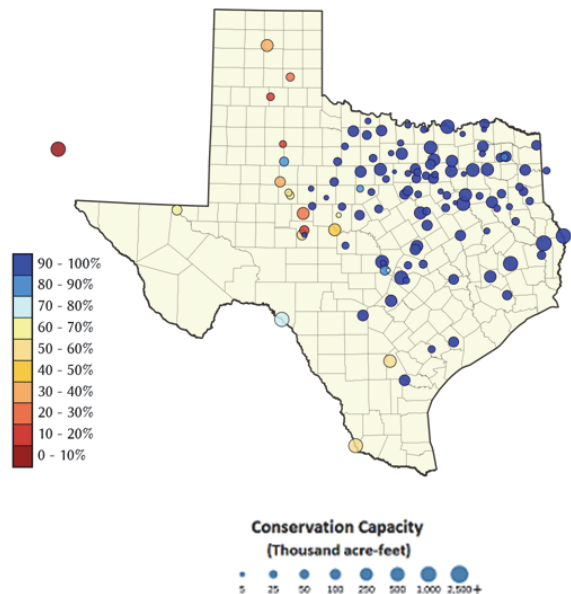 90 - 100%
80 - 90%
70 - 80%
60 - 70%
50 - 60%
40 - 50%
30 - 40%
20 - 30%
10 - 20%
0 - 10%
Conservation Capacity
(Thousand acre-feet)
5 25 50 100 250 500 1,000 2,500+